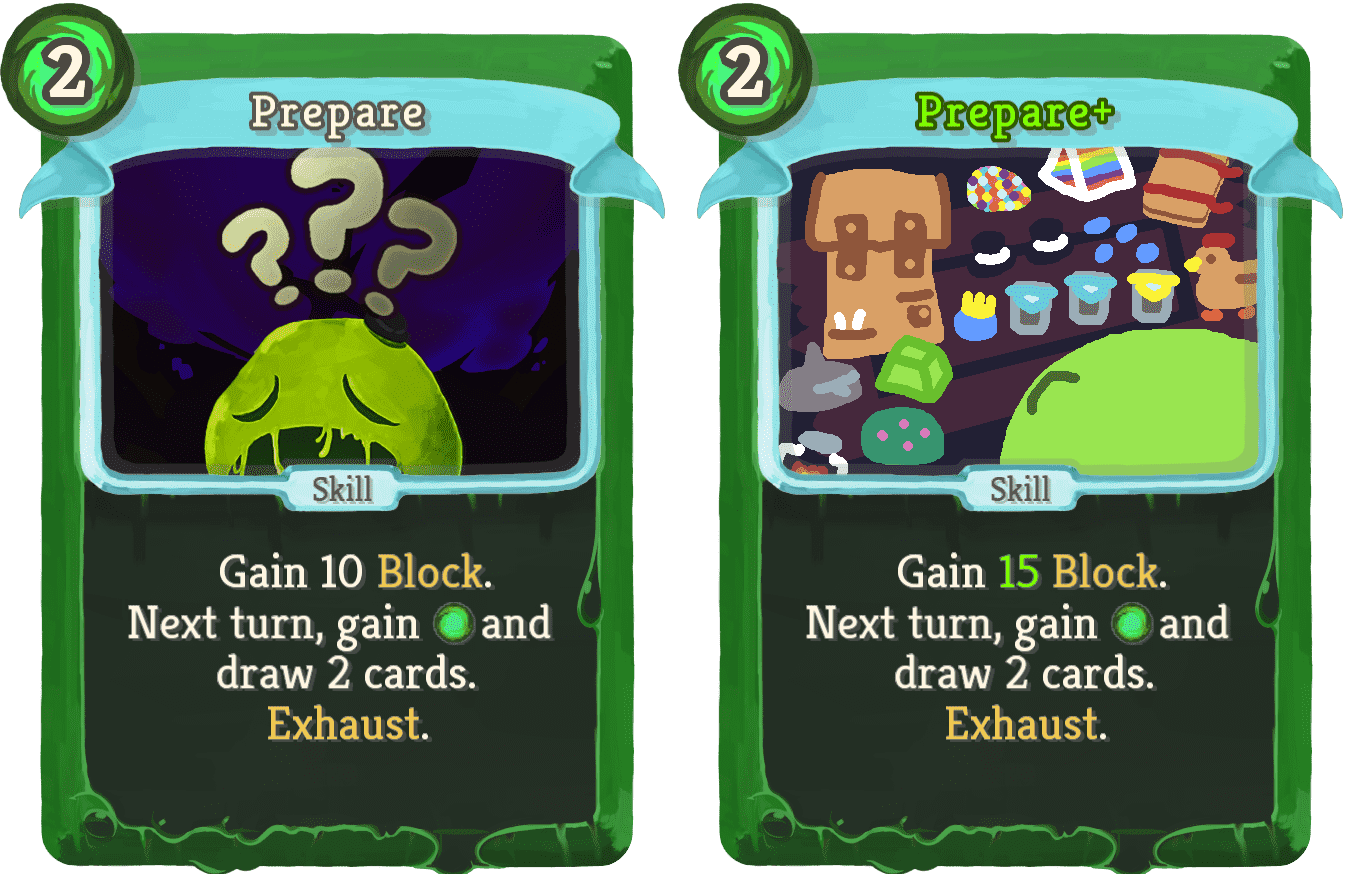 2
Prepare
Skill
Gain 10 Block.
Next turn, gain and
draw 2 cards.
Exhaust.
2
Prepare+
Skill
Gain 15 Block.
Next turn, gain and
draw 2 cards.
Exhaust.